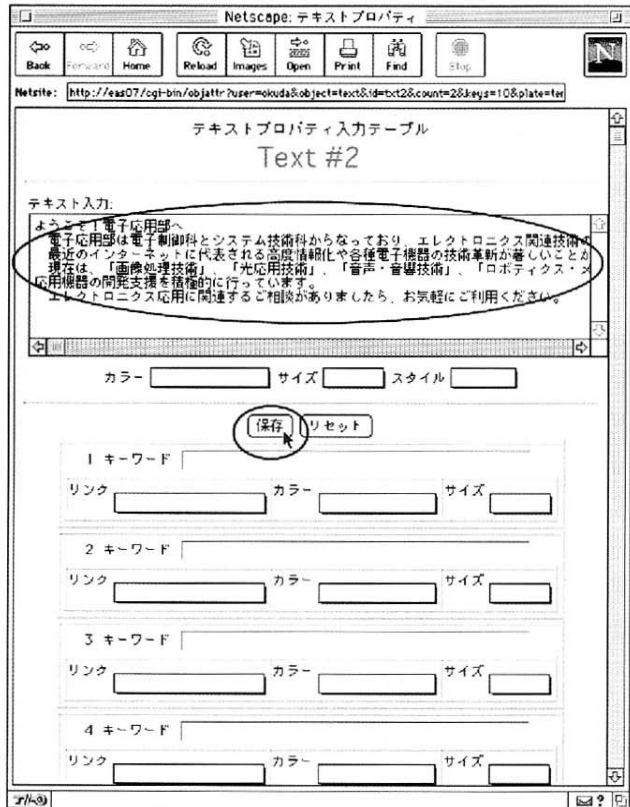 Netscape: テキストプロパティ
Back Forward Home Reload Images Open Print Find Stop
N
Netsite: http://eas07/cgi-bin/objattr?user=okuda&object=text&id=txt2&count=2&keys=10&plate=ter
テキストプロパティ入力テーブル
Text #2
テキスト入力:
ようこそ!電子応用部へ
電子応用部は電子制御科とシステム技術科からなっており、エレクトロニクス関連技術の
最近のインターネットに代表される高度情報化や各種電子機器の技術革新が著しいことか
現在は、「画像処理技術」、「光応用技術」、「音声・音響技術」、「ロボティクス・メ
応用機器の開発支援を積極的に行っています。
エレクトロニクス応用に関連するご相談がありましたら、お気軽にご利用ください。
カラー サイズ スタイル
保存 リセット
1 キーワード
リンク カラー サイズ
2 キーワード
リンク カラー サイズ
3 キーワード
リンク カラー サイズ
4 キーワード
リンク カラー サイズ
?